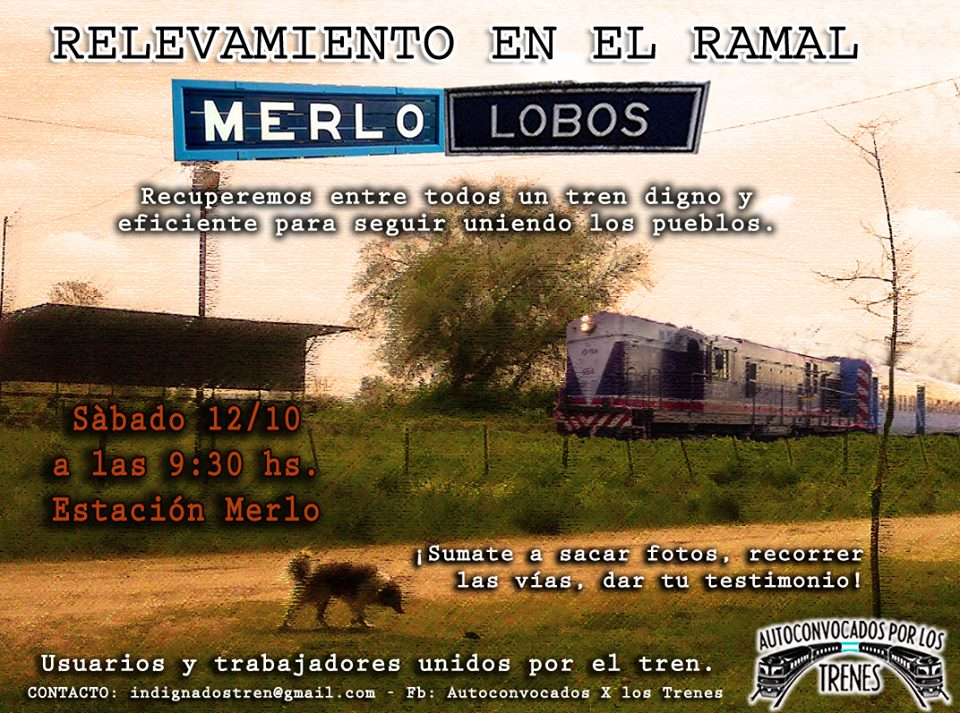 RELEVAMIENTO EN EL RAMAL
MERLO LOBOS
Recuperemos entre todos un tren digno y
eficiente para seguir uniendo los pueblos.
Sàbado 12/10
a las 9:30 hs.
Estación Merlo
¡Sumate a sacar fotos, recorrer
las vías, dar tu testimonio!
Usuarios y trabajadores unidos por el tren.
CONTACTO: indignadostren@gmail.com - Fb: Autoconvocados X los Trenes
AUTOCONVOCADOS POR LOS
TRENES